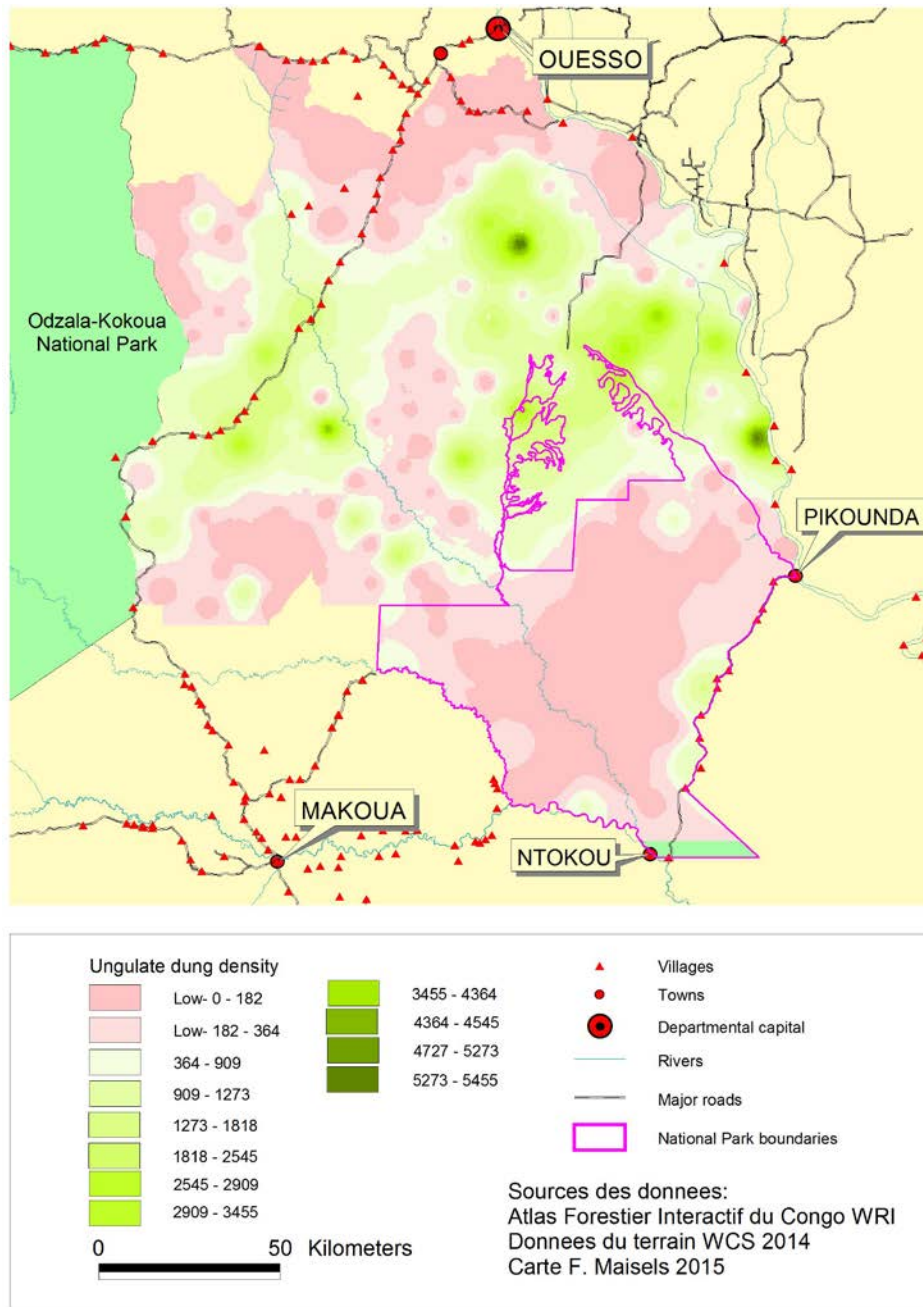 OUESSO
Odzala-Kokoua
National Park
PIKOUNDA
MAKOUA
NTOKOU
Ungulate dung density
Low- 0 - 182
Low- 182 - 364
364 - 909
909 - 1273
1273 - 1818
1818 - 2545
2545 - 2909
2909 - 3455
3455 - 4364
4364 - 4545
4727 - 5273
5273 - 5455
Villages
Towns
Departmental capital
Rivers
Major roads
National Park boundaries
0 50 Kilometers
Sources des donnees:
Atlas Forestier Interactif du Congo WRI
Donnees du terrain WCS 2014
Carte F. Maisels 2015